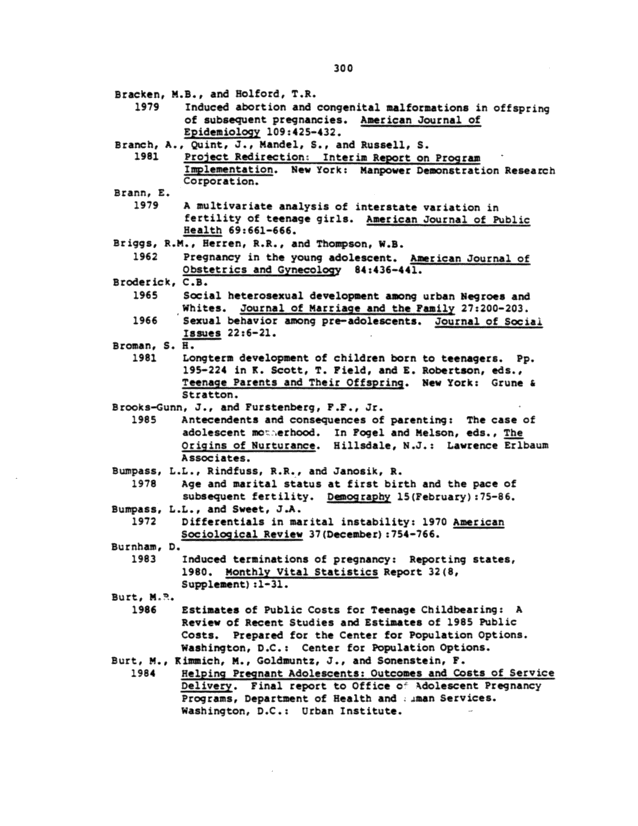 300
Bracken, M.B., and Holford, T.R.
1979 Induced abortion and congenital malformations in offspring
of subsequent pregnancies. American Journal of
Epidemiology 109:425-432.
Branch, A., Quint, J., Mandel, S., and Russell, S.
1981 Project Redirection: Interim Report on Program
Implementation. New York: Manpower Demonstration Research
Corporation.
Brann, E.
1979 A multivariate analysis of interstate variation in
fertility of teenage girls. American Journal of Public
Health 69:661-666.
Briggs, R.M., Herren, R.R., and Thompson, W.B.
1962 Pregnancy in the young adolescent. American Journal of
Obstetrics and Gynecology 84:436-441.
Broderick, C.B.
1965 Social heterosexual development among urban Negroes and
Whites. Journal of Marriage and the Family 27:200-203.
1966 Sexual behavior among pre-adolescents. Journal of Social
Issues 22:6-21.
Broman, S. H.
1981 Longterm development of children born to teenagers. Pp.
195-224 in K. Scott, T. Field, and E. Robertson, eds.,
Teenage Parents and Their Offspring. New York: Grune &
Stratton.
Brooks-Gunn, J., and Furstenberg, F.F., Jr.
1985 Antecedents and consequences of parenting: The case of
adolescent motherhood. In Fogel and Melson, eds., The
Origins of Nurturance. Hillsdale, N.J.: Lawrence Erlbaum
Associates.
Bumpass, L.L., Rindfuss, R.R., and Janosik, R.
1978 Age and marital status at first birth and the pace of
subsequent fertility. Demography 15(February):75-86.
Bumpass, L.L., and Sweet, J.A.
1972 Differentials in marital instability: 1970 American
Sociological Review 37(December):754-766.
Burnham, D.
1983 Induced terminations of pregnancy: Reporting states,
1980. Monthly Vital Statistics Report 32(8,
Supplement):1-31.
Burt, M.R.
1986 Estimates of Public Costs for Teenage Childbearing: A
Review of Recent Studies and Estimates of 1985 Public
Costs. Prepared for the Center for Population Options.
Washington, D.C.: Center for Population Options.
Burt, M., Kimmich, M., Goldmuntz, J., and Sonenstein, F.
1984 Helping Pregnant Adolescents: Outcomes and Costs of Service
Delivery. Final report to Office of Adolescent Pregnancy
Programs, Department of Health and Human Services.
Washington, D.C.: Urban Institute.